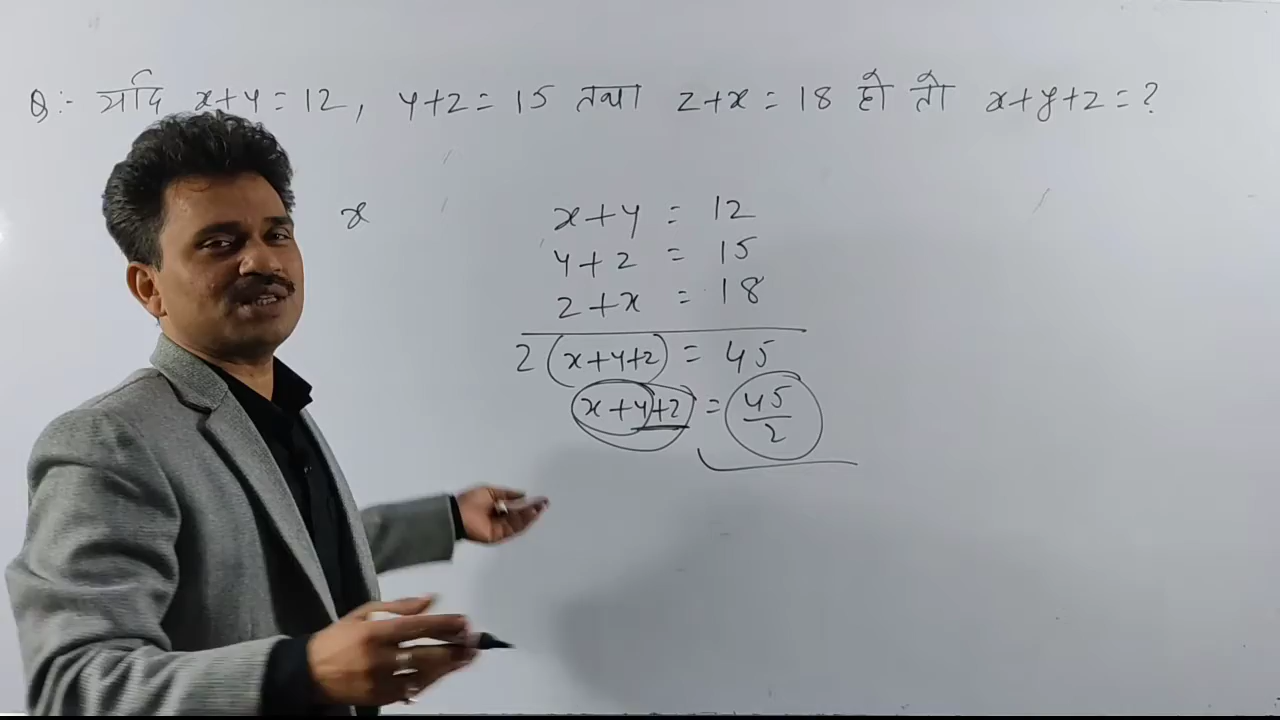 Q:- यदि x+y=12, y+z=15 तथा z+x=18 हो तो x+y+z=?
x
x+y = 12
y+z = 15
z+x = 18
2(x+y+z) = 45
x+y+z = 45/2